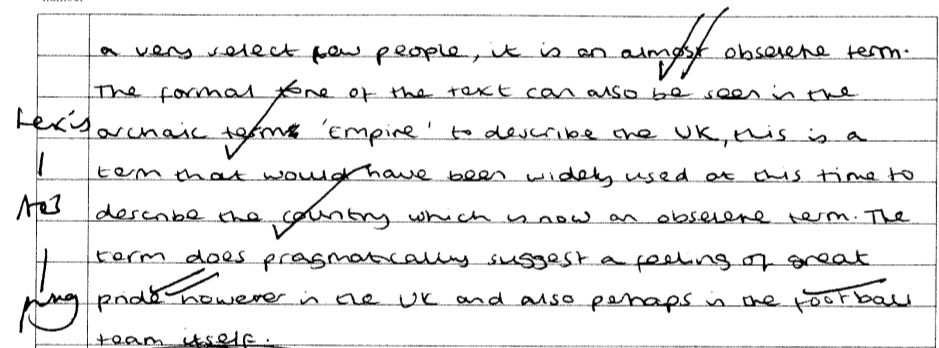 a very select few people, it is an almost obselete term.
The formal tone of the text can also be seen in the
Lexis archaic terms 'Empire' to describe the UK, this is a
term that would have been widely used at this time to
AO3 describe the country which is now an obselete term. The
term does pragmatically suggest a feeling of great
prag pride however in the UK and also perhaps in the football
team itself.